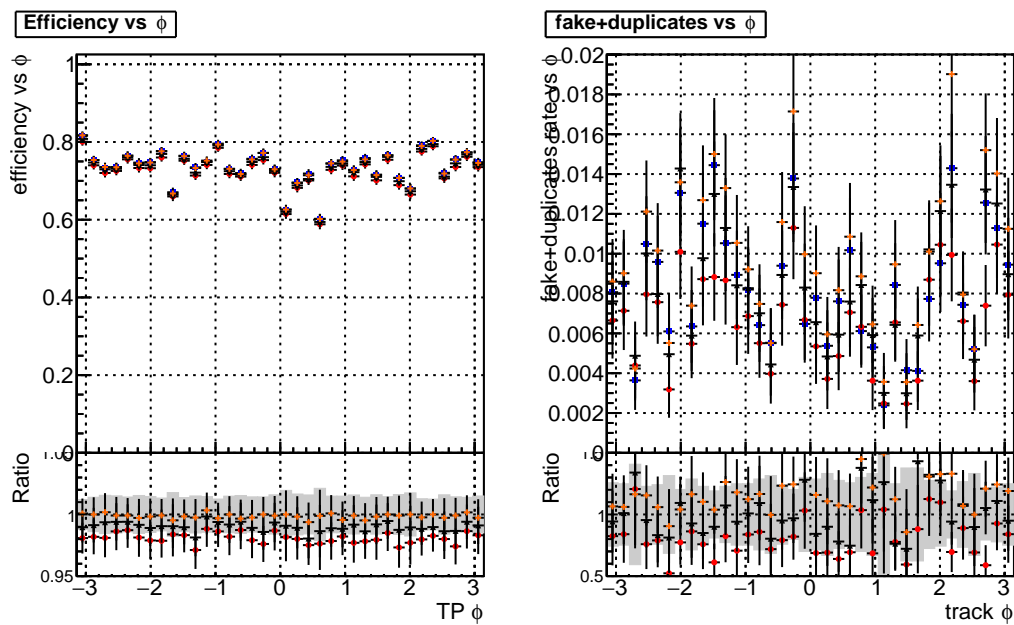 Efficiency vs ϕ
efficiency vs ϕ
1
0.8
0.6
0.4
0.2
0
Ratio
1
0.95
−3 −2 −1 0 1 2 3
TP ϕ
fake+duplicates vs ϕ
fake+duplicates rate vs ϕ
0.02
0.018
0.016
0.014
0.012
0.01
0.008
0.006
0.004
0.002
0
Ratio
1
0.5
−3 −2 −1 0 1 2 3
track ϕ